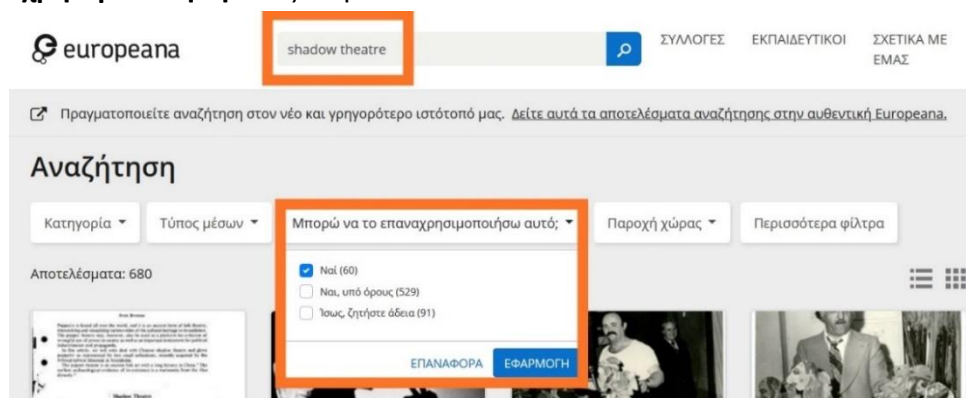 europeana
shadow theatre
ΣΥΛΛΟΓΕΣ
ΕΚΠΑΙΔΕΥΤΙΚΟΙ
ΣΧΕΤΙΚΑ ΜΕ
ΕΜΑΣ
Πραγματοποιείτε αναζήτηση στον νέο και γρηγορότερο ιστότοπό μας. Δείτε αυτά τα αποτελέσματα αναζήτησης στην αυθεντική Europeana.
Αναζήτηση
Κατηγορία
Τύπος μέσων
Μπορώ να το επαναχρησιμοποιήσω αυτό;
Παροχή χώρας
Περισσότερα φίλτρα
Αποτελέσματα: 680
Ναί (60)
Ναι, υπό όρους (529)
Ίσως, ζητήστε άδεια (91)
ΕΠΑΝΑΦΟΡΑ
ΕΦΑΡΜΟΓΗ
Shadow Theatre